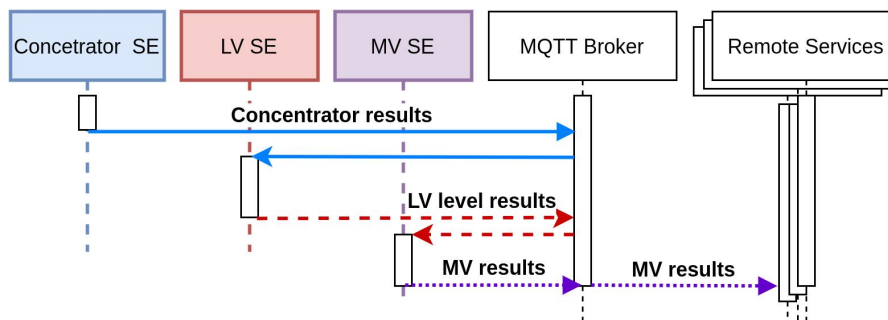 Concetrator SE
LV SE
MV SE
MQTT Broker
Remote Services
Concentrator results
LV level results
MV results
MV results